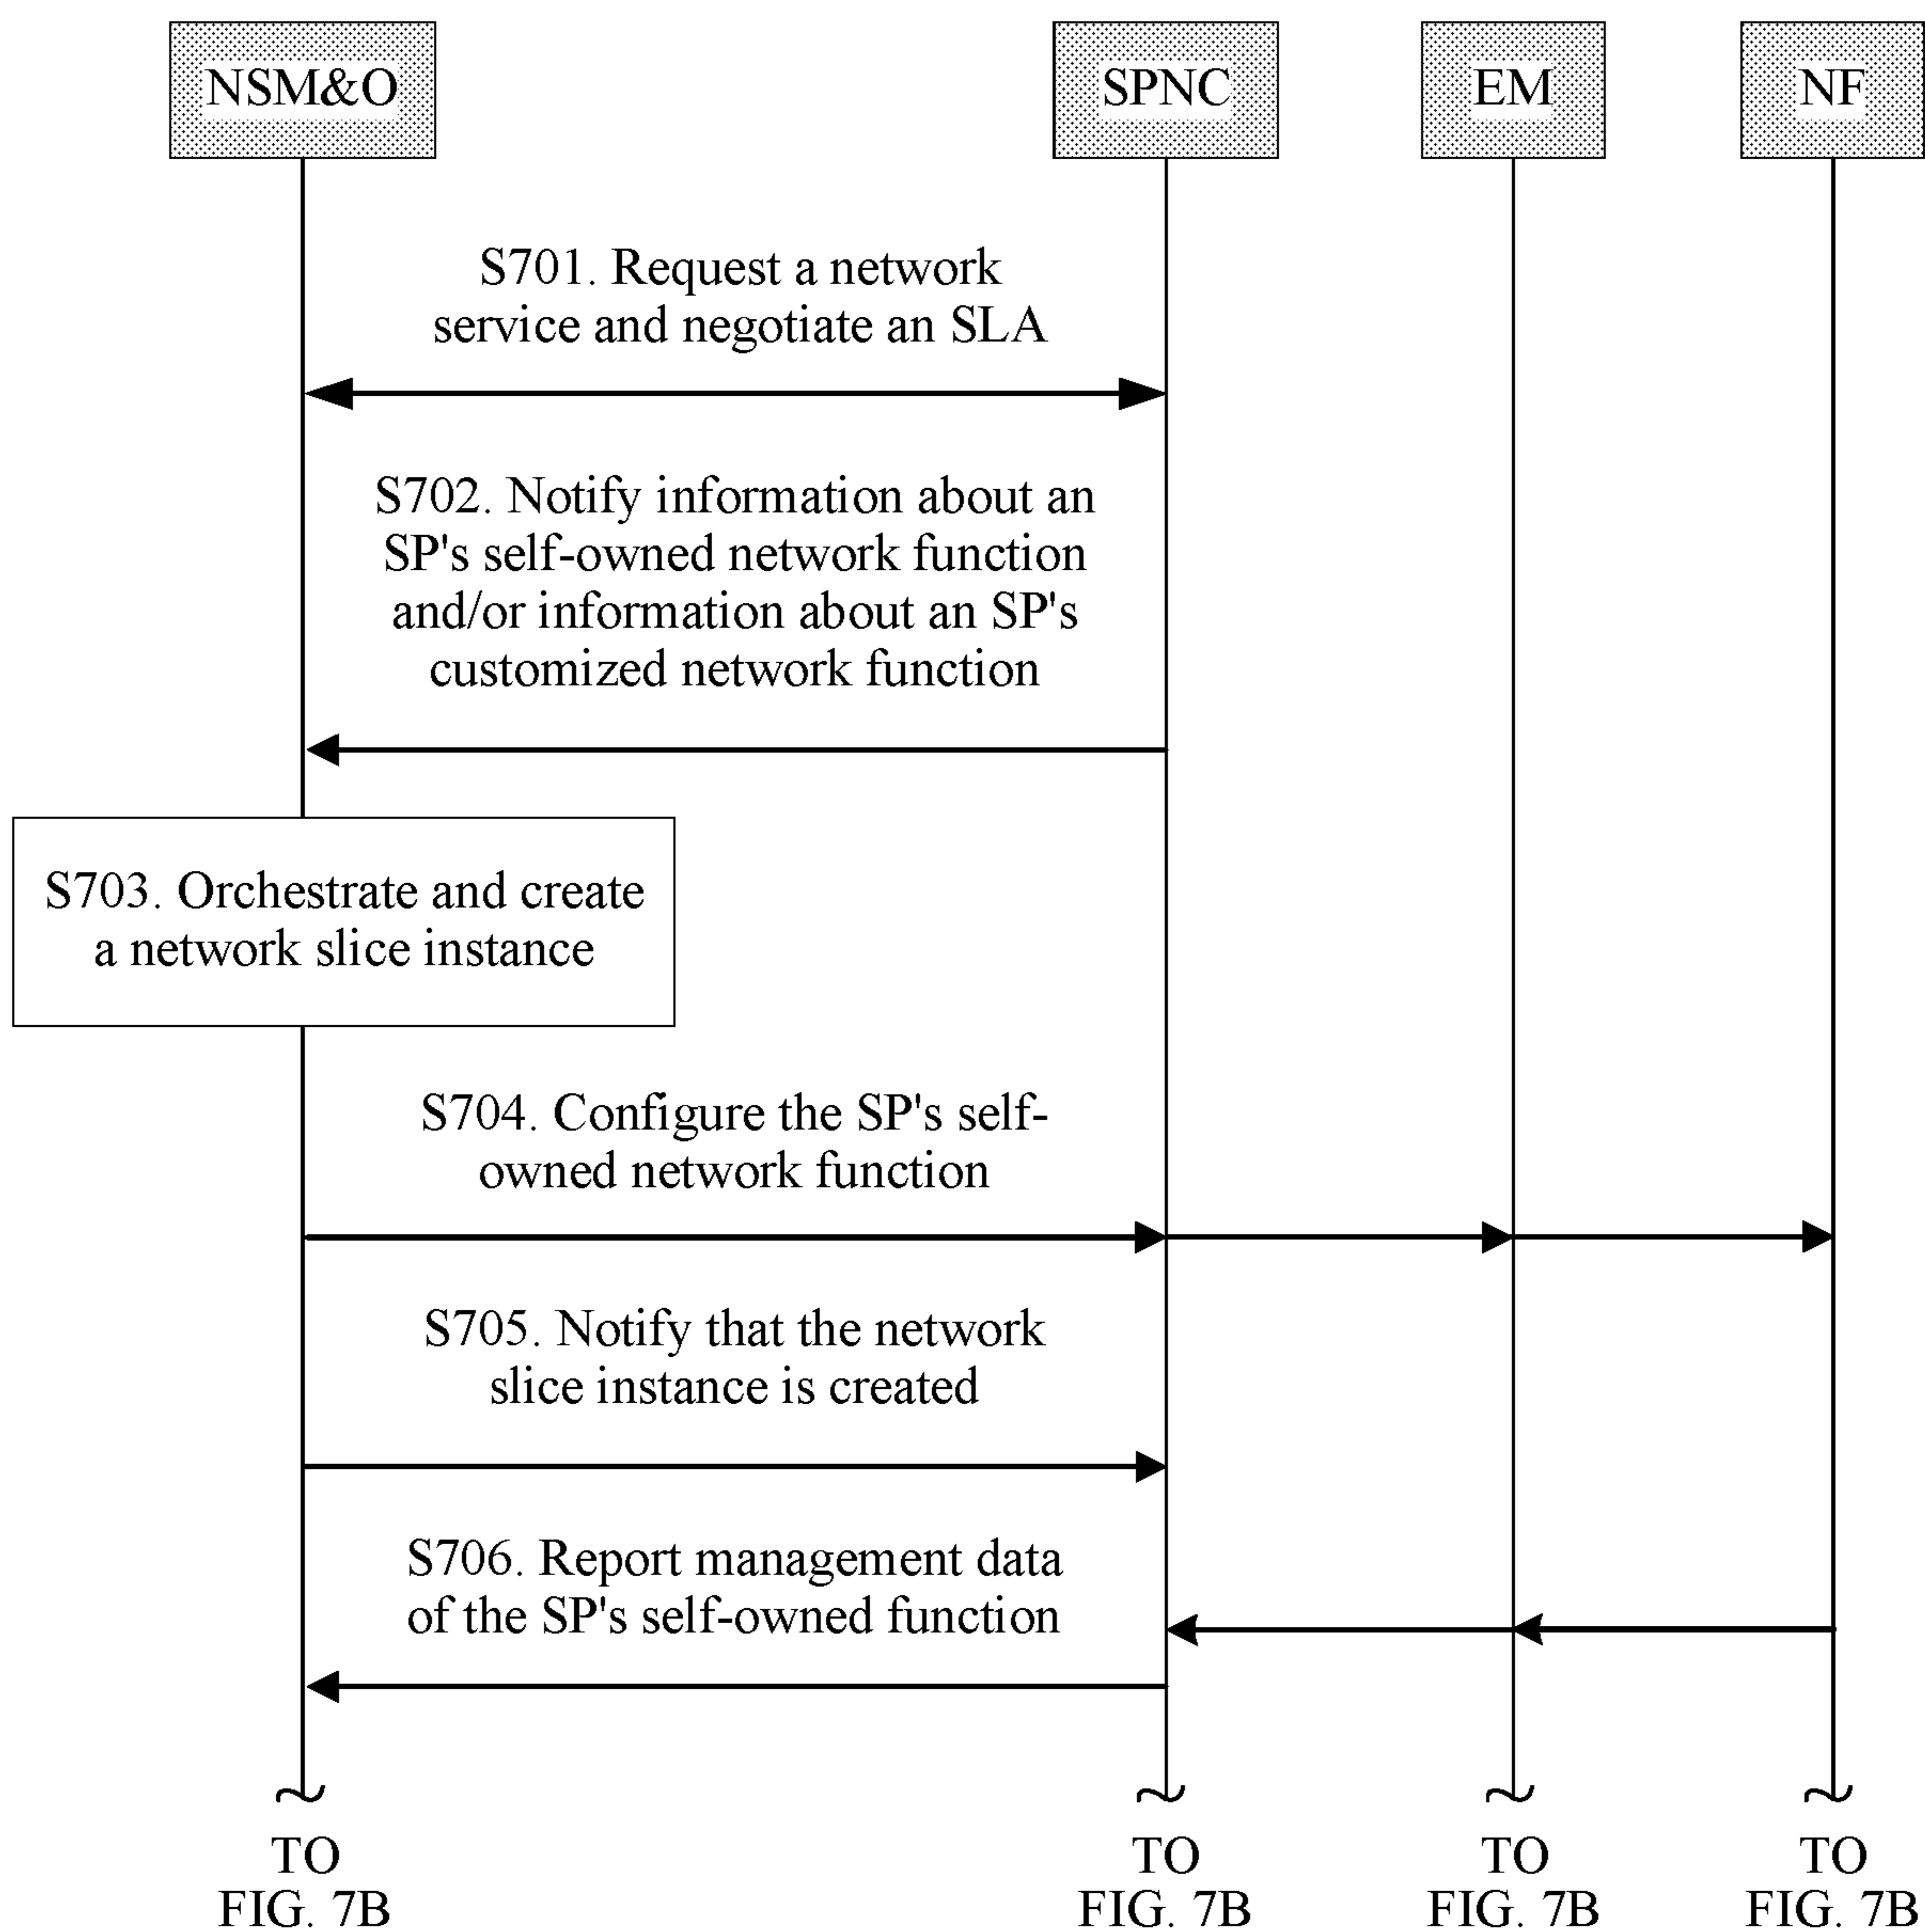 NSM&O
SPNC
EM
NF
S701. Request a network
service and negotiate an SLA
S702. Notify information about an
SP's self-owned network function
and/or information about an SP's
customized network function
S703. Orchestrate and create
a network slice instance
S704. Configure the SP's self-
owned network function
S705. Notify that the network
slice instance is created
S706. Report management data
of the SP's self-owned function
TO
FIG. 7B
TO
FIG. 7B
TO
FIG. 7B
TO
FIG. 7B